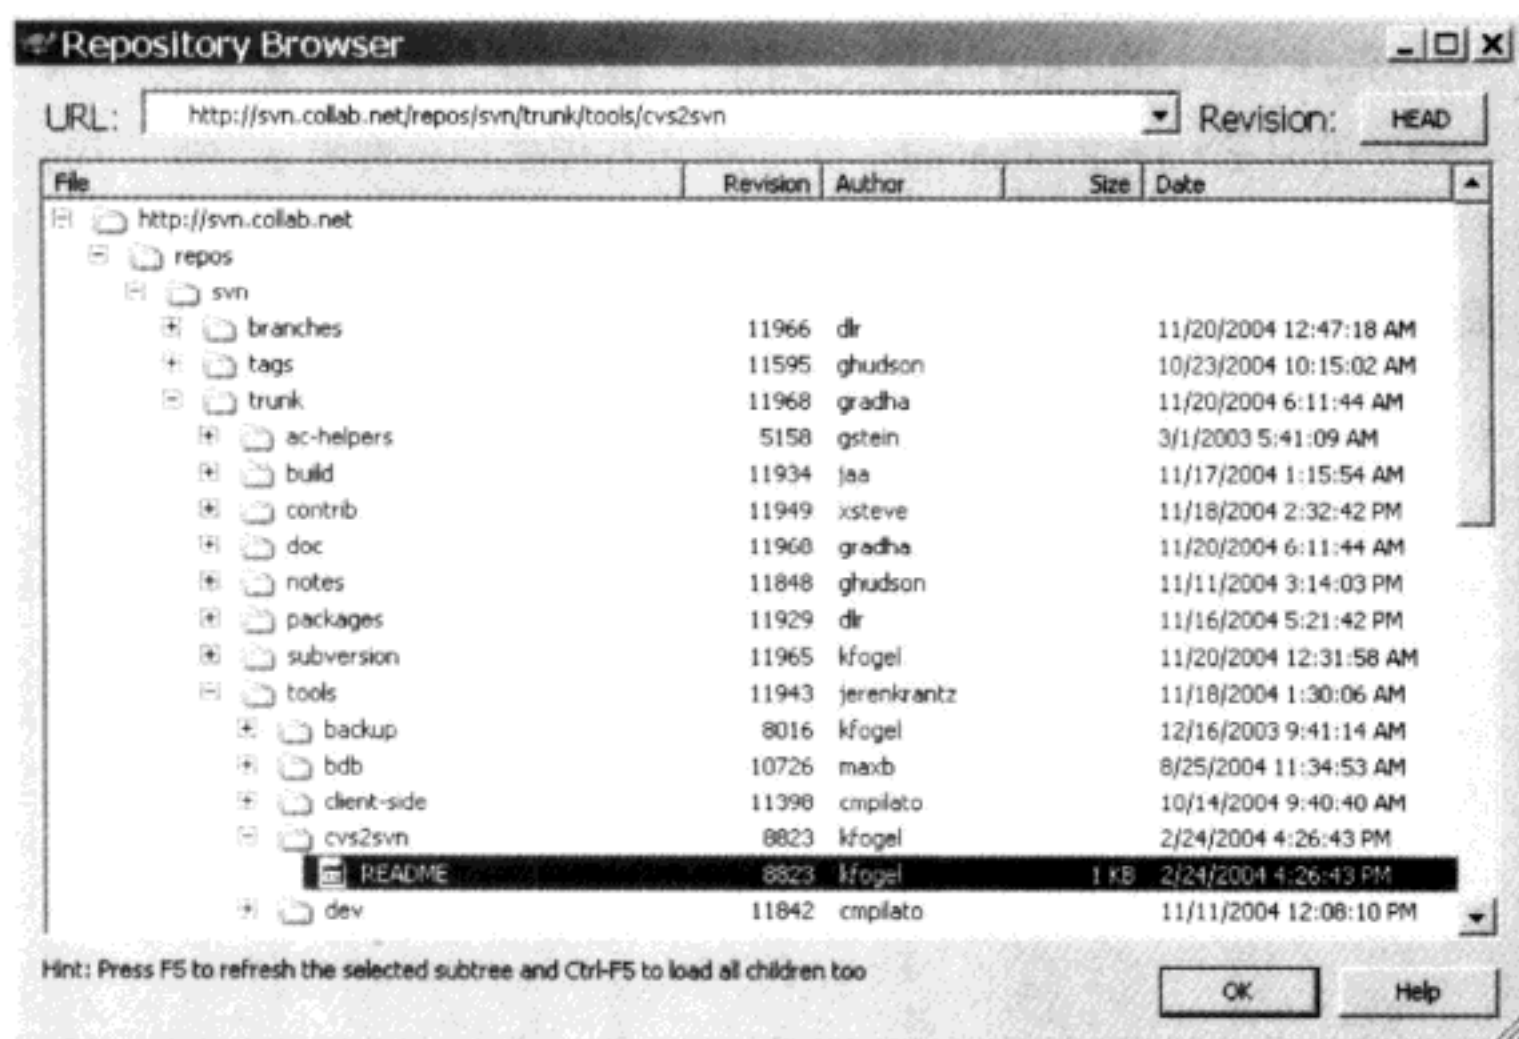 Repository Browser
URL: http://svn.collab.net/repos/svn/trunk/tools/cvs2svn Revision: HEAD
File Revision Author Size Date
http://svn.collab.net
repos
svn
branches 11966 dlr 11/20/2004 12:47:18 AM
tags 11595 ghudson 10/23/2004 10:15:02 AM
trunk 11968 gradha 11/20/2004 6:11:44 AM
ac-helpers 5158 gstein 3/1/2003 5:41:09 AM
build 11934 jaa 11/17/2004 1:15:54 AM
contrib 11949 xsteve 11/18/2004 2:32:42 PM
doc 11968 gradha 11/20/2004 6:11:44 AM
notes 11848 ghudson 11/11/2004 3:14:03 PM
packages 11929 dlr 11/16/2004 5:21:42 PM
subversion 11965 kfogel 11/20/2004 12:31:58 AM
tools 11943 jerenkrantz 11/18/2004 1:30:06 AM
backup 8016 kfogel 12/16/2003 9:41:14 AM
bdb 10726 maxb 8/25/2004 11:34:53 AM
client-side 11398 cmpilato 10/14/2004 9:40:40 AM
cvs2svn 8823 kfogel 2/24/2004 4:26:43 PM
README 8823 kfogel 1 KB 2/24/2004 4:26:43 PM
dev 11842 cmpilato 11/11/2004 12:08:10 PM
Hint: Press F5 to refresh the selected subtree and Ctrl-F5 to load all children too
OK Help